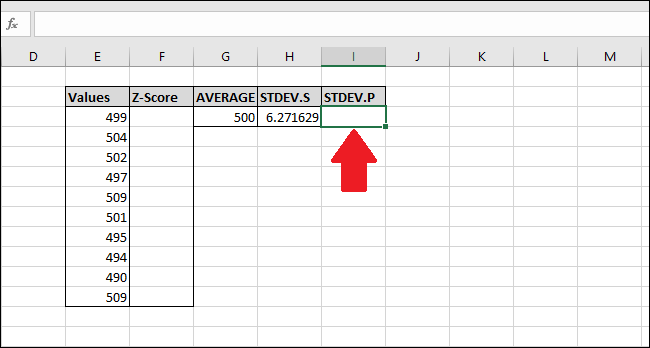 fx
D E F G H I J K L M
Values Z-Score AVERAGE STDEV.S STDEV.P
499 500 6.271629
504
502
497
509
501
495
494
490
509